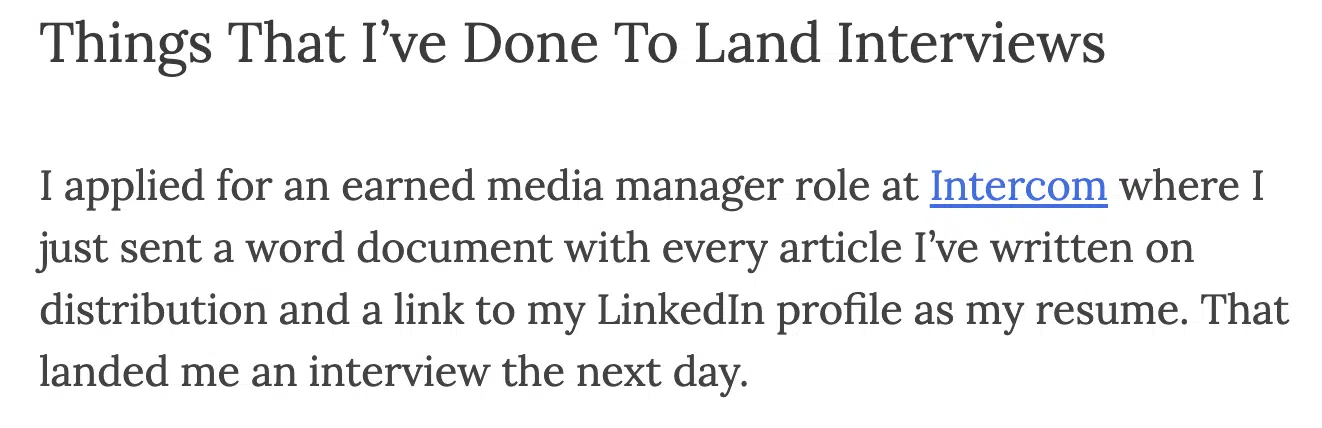 Things That I’ve Done To Land Interviews
I applied for an earned media manager role at Intercom where I
just sent a word document with every article I’ve written on
distribution and a link to my LinkedIn profile as my resume. That
landed me an interview the next day.